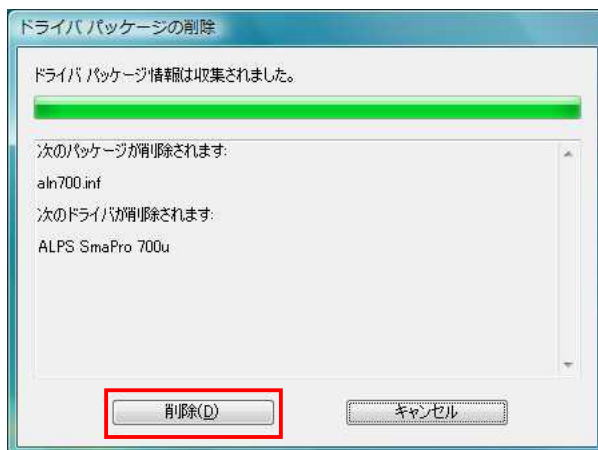 ドライバ パッケージの削除
ドライバ パッケージ情報は収集されました。
次のパッケージが削除されます:
aln700.inf
次のドライバが削除されます:
ALPS SmaPro 700u
削除(D)
キャンセル